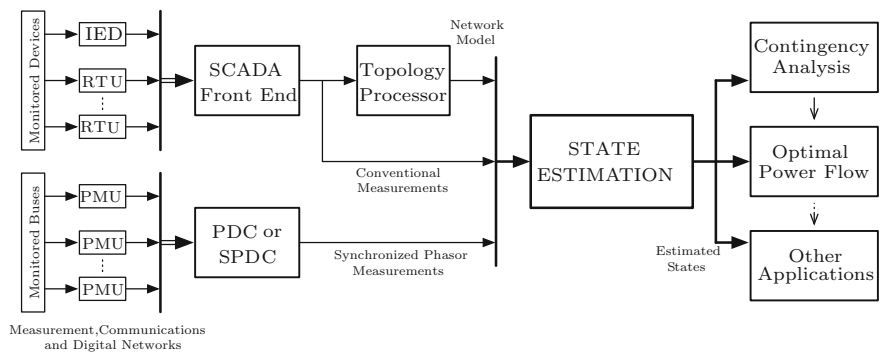 Monitored Devices
IED
RTU
RTU
SCADA
Front End
Topology
Processor
Network
Model
Conventional
Measurements
Monitored Buses
PMU
PMU
PMU
PDC or
SPDC
Synchronized Phasor
Measurements
Measurement,Communications
and Digital Networks
STATE
ESTIMATION
Estimated
States
Contingency
Analysis
Optimal
Power Flow
Other
Applications